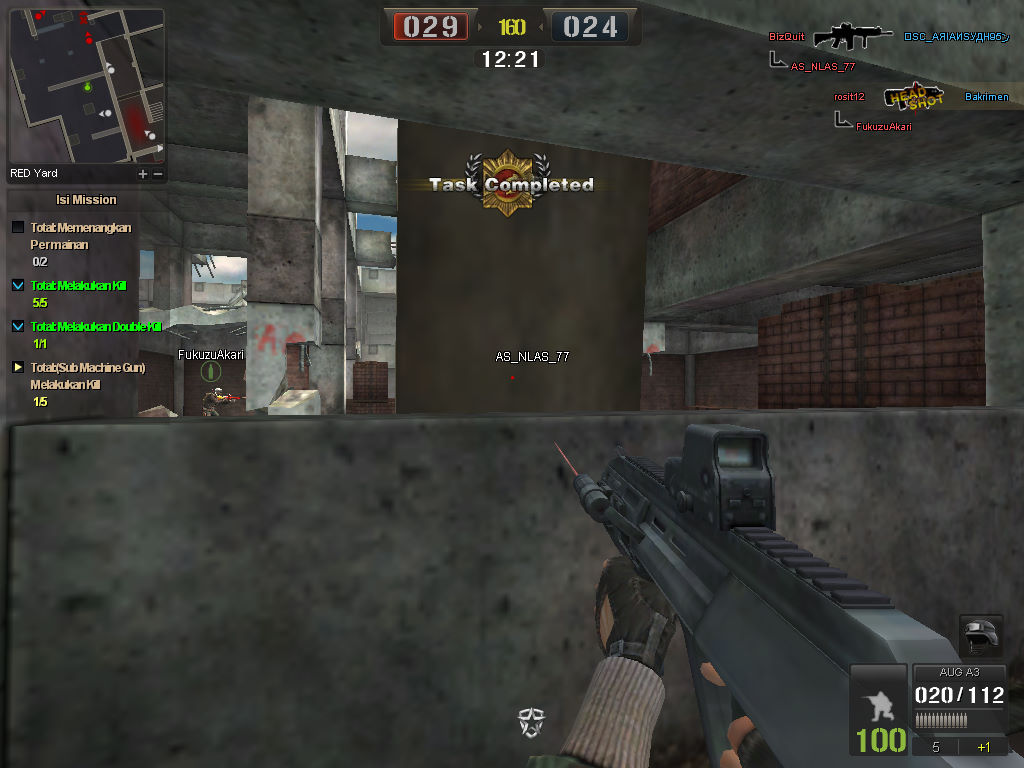 029 160 024
12:21
RED Yard
BizQuit
AS_NLAS_77
rosit12 HEAD SHOT Bakrimen
FukuzuAkari
Task Completed
Isi Mission
Total: Memenangkan
Permainan
0/2
Total: Melakukan Kill
5/5
Total: Melakukan Double Kill
1/1
Total:(Sub Machine Gun)
Melakukan Kill
1/5
FukuzuAkari
AS_NLAS_77
AUG A3
020/112
100
5 +1